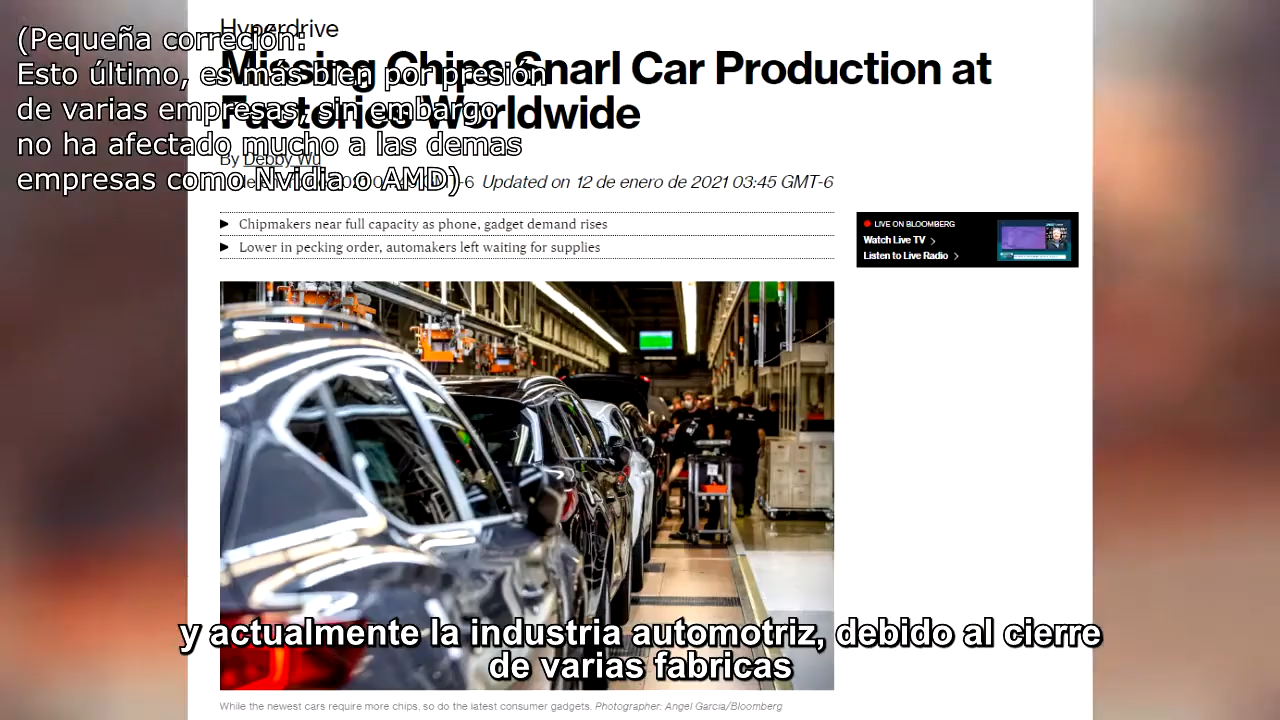 Hyperdrive
Missing Chips Snarl Car Production at
Factories Worldwide
(Pequeña correción:
Esto último, es más bien por presión
de varias empresas, sin embargo
no ha afectado mucho a las demas
empresas como Nvidia o AMD)
By Debby Wu
Updated on 12 de enero de 2021 03:45 GMT-6
Chipmakers near full capacity as phone, gadget demand rises
Lower in pecking order, automakers left waiting for supplies
LIVE ON BLOOMBERG
Watch Live TV
Listen to Live Radio
y actualmente la industria automotriz, debido al cierre
de varias fabricas
While the newest cars require more chips, so do the latest consumer gadgets. Photographer: Angel Garcia/Bloomberg